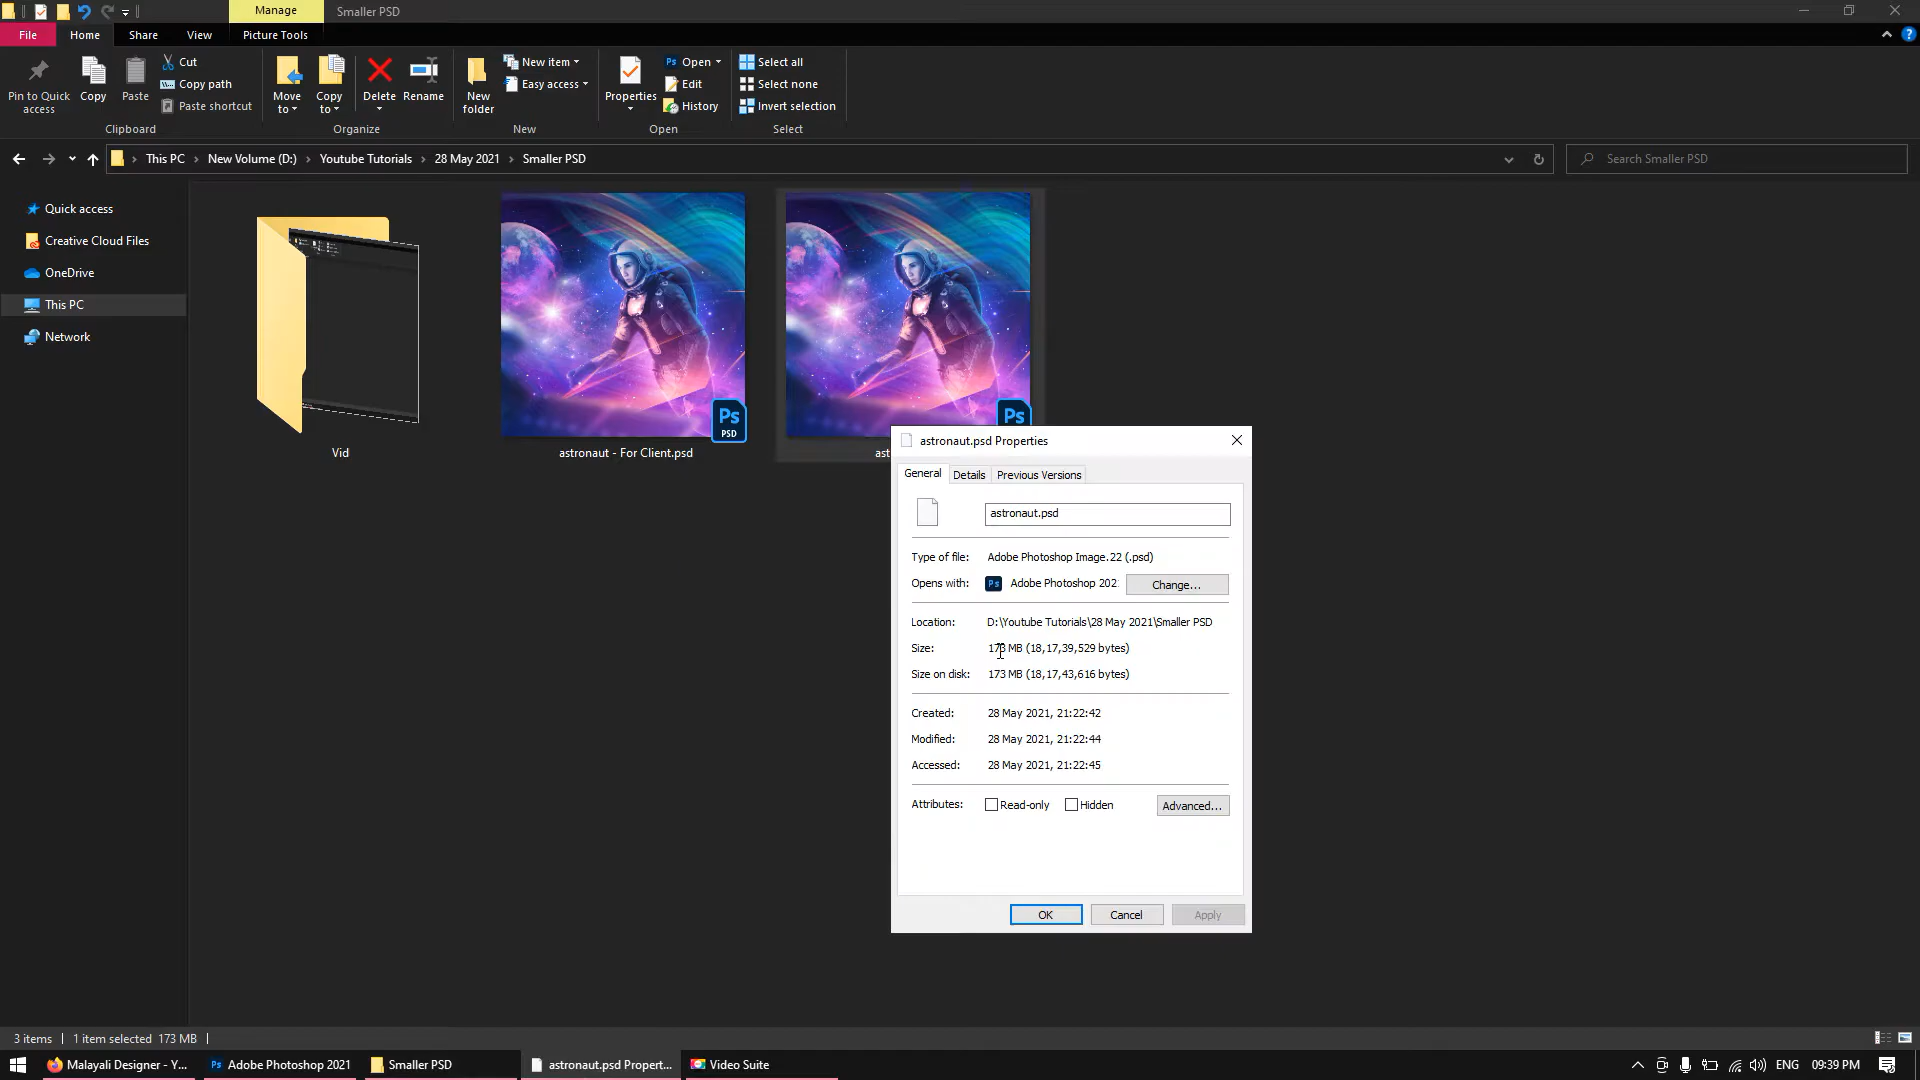 Manage
Smaller PSD
File
Home
Share
View
Picture Tools
Pin to Quick access
Copy
Paste
Cut
Copy path
Paste shortcut
Clipboard
Move to
Copy to
Delete
Rename
Organize
New folder
New item
Easy access
New
Properties
Open
Edit
History
Open
Select all
Select none
Invert selection
Select
This PC
New Volume (D:)
Youtube Tutorials
28 May 2021
Smaller PSD
Search Smaller PSD
Quick access
Creative Cloud Files
OneDrive
This PC
Network
Vid
Ps
PSD
astronaut - For Client.psd
Ps
ast
astronaut.psd Properties
General
Details
Previous Versions
astronaut.psd
Type of file: Adobe Photoshop Image.22 (.psd)
Opens with: Ps Adobe Photoshop 202
Change...
Location: D:\Youtube Tutorials\28 May 2021\Smaller PSD
Size: 173 MB (18,17,39,529 bytes)
Size on disk: 173 MB (18,17,43,616 bytes)
Created: 28 May 2021, 21:22:42
Modified: 28 May 2021, 21:22:44
Accessed: 28 May 2021, 21:22:45
Attributes: Read-only Hidden
Advanced...
OK
Cancel
Apply
3 items
1 item selected 173 MB
Malayali Designer - Y...
Ps Adobe Photoshop 2021
Smaller PSD
astronaut.psd Propert...
Video Suite
ENG
09:39 PM